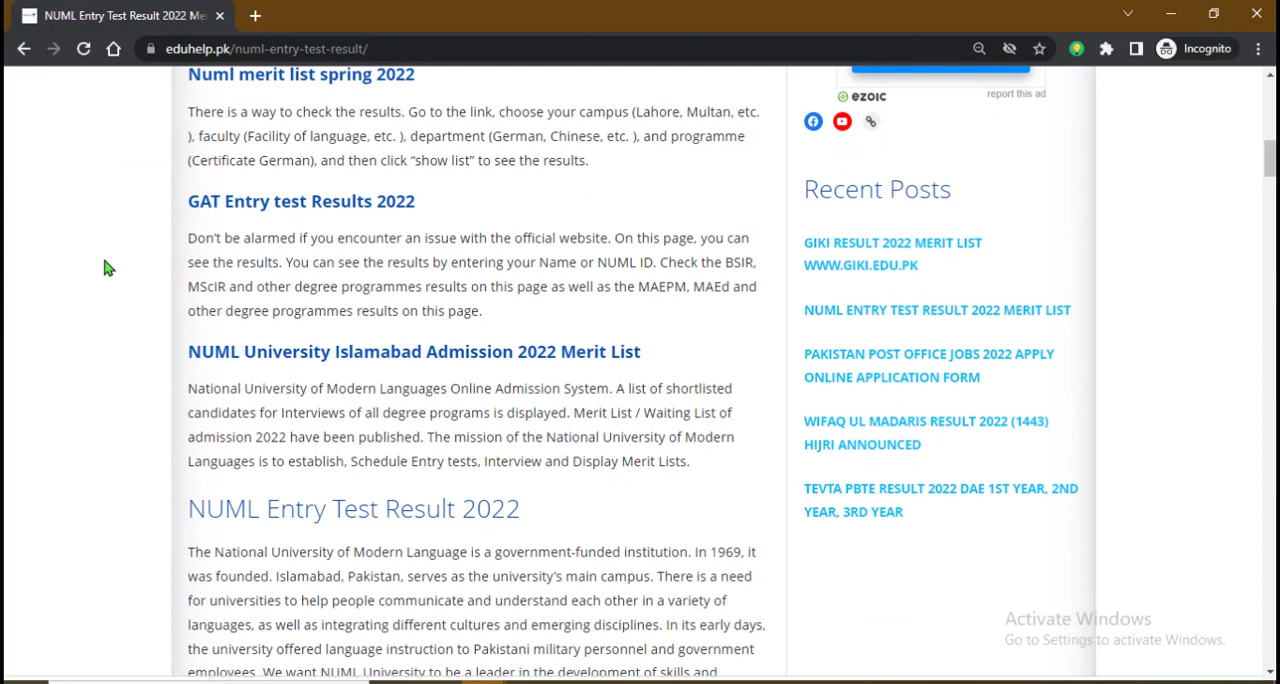 NUML Entry Test Result 2022 Me
eduhelp.pk/numl-entry-test-result/
Incognito
Numl merit list spring 2022
There is a way to check the results. Go to the link, choose your campus (Lahore, Multan, etc.
), faculty (Facility of language, etc. ), department (German, Chinese, etc. ), and programme
(Certificate German), and then click “show list” to see the results.
GAT Entry test Results 2022
Don’t be alarmed if you encounter an issue with the official website. On this page, you can
see the results. You can see the results by entering your Name or NUML ID. Check the BSIR,
MScIR and other degree programmes results on this page as well as the MAEPM, MAEd and
other degree programmes results on this page.
NUML University Islamabad Admission 2022 Merit List
National University of Modern Languages Online Admission System. A list of shortlisted
candidates for Interviews of all degree programs is displayed. Merit List / Waiting List of
admission 2022 have been published. The mission of the National University of Modern
Languages is to establish, Schedule Entry tests, Interview and Display Merit Lists.
NUML Entry Test Result 2022
The National University of Modern Language is a government-funded institution. In 1969, it
was founded. Islamabad, Pakistan, serves as the university’s main campus. There is a need
for universities to help people communicate and understand each other in a variety of
languages, as well as integrating different cultures and emerging disciplines. In its early days,
the university offered language instruction to Pakistani military personnel and government
employees. We want NUML University to be a leader in the development of skills and
ezoic
report this ad
Recent Posts
GIKI RESULT 2022 MERIT LIST
WWW.GIKI.EDU.PK
NUML ENTRY TEST RESULT 2022 MERIT LIST
PAKISTAN POST OFFICE JOBS 2022 APPLY
ONLINE APPLICATION FORM
WIFAQ UL MADARIS RESULT 2022 (1443)
HIJRI ANNOUNCED
TEVTA PBTE RESULT 2022 DAE 1ST YEAR, 2ND
YEAR, 3RD YEAR
Activate Windows
Go to Settings to activate Windows.